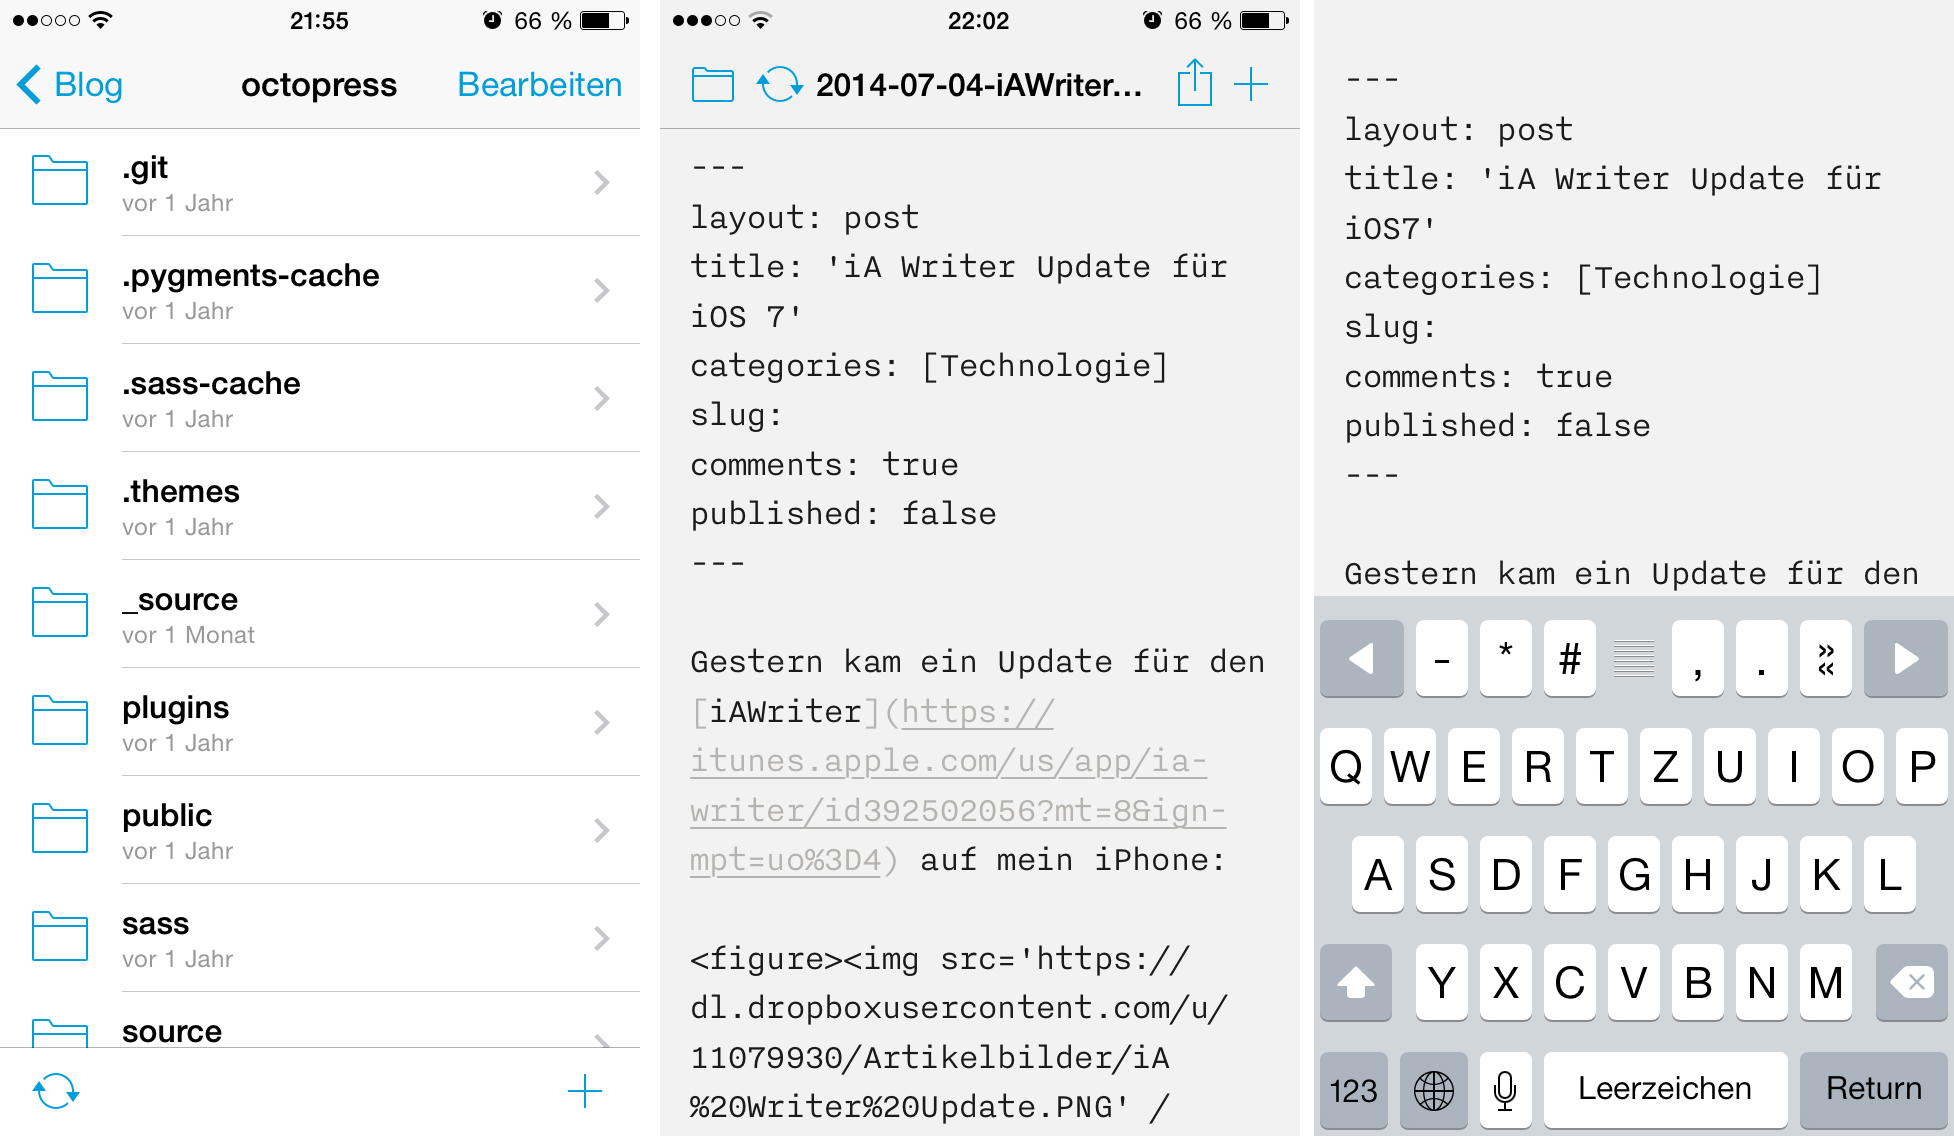 21:55
66 %
Blog
octopress
Bearbeiten
.git
vor 1 Jahr
.pygments-cache
vor 1 Jahr
.sass-cache
vor 1 Jahr
.themes
vor 1 Jahr
_source
vor 1 Monat
plugins
vor 1 Jahr
public
vor 1 Jahr
sass
vor 1 Jahr
source
22:02
66 %
2014-07-04-iAWriter...
---
layout: post
title: 'iA Writer Update für
iOS 7'
categories: [Technologie]
slug:
comments: true
published: false
---
Gestern kam ein Update für den
[iAWriter](https://
itunes.apple.com/us/app/ia-
writer/id392502056?mt=8&ign-
mpt=uo%3D4) auf mein iPhone:
<figure><img src='https://
dl.dropboxusercontent.com/u/
11079930/Artikelbilder/iA
%20Writer%20Update.PNG' /
---
layout: post
title: 'iA Writer Update für
iOS7'
categories: [Technologie]
slug:
comments: true
published: false
---
Gestern kam ein Update für den
- * # , . » «
Q W E R T Z U I O P
A S D F G H J K L
Y X C V B N M
123 Leerzeichen Return